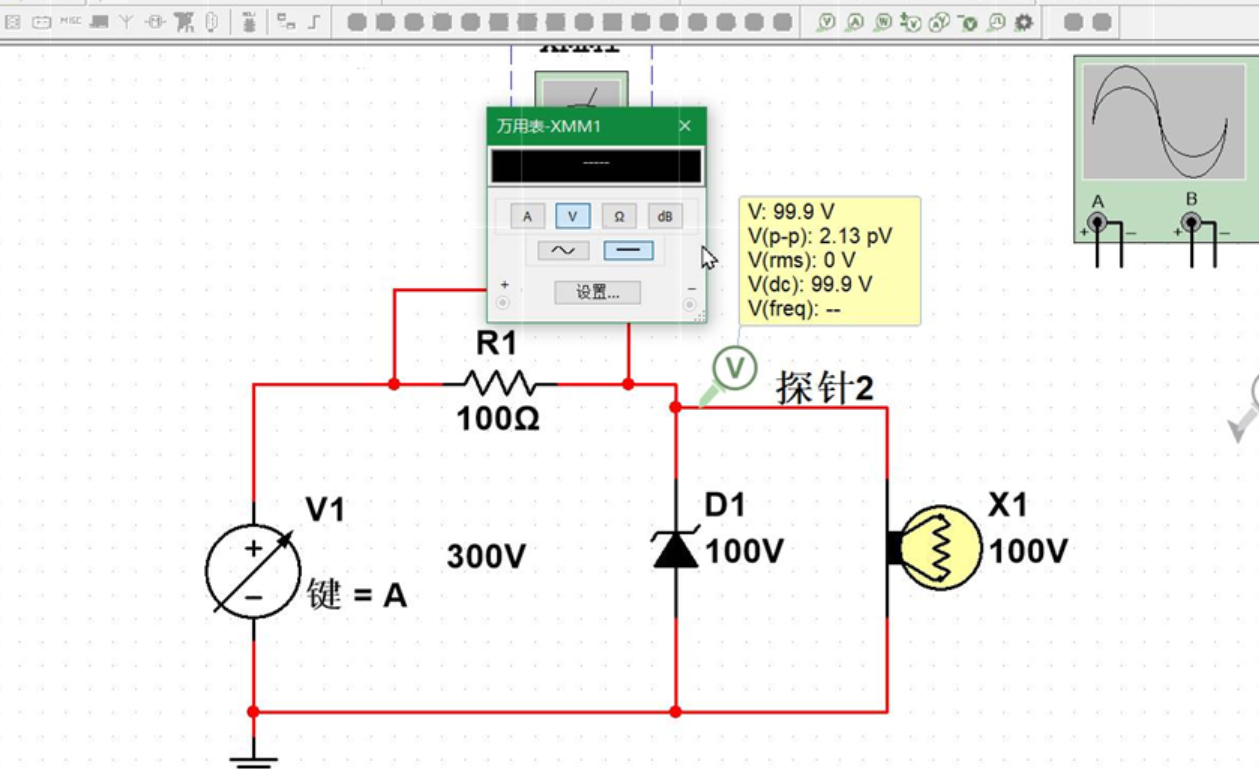 MISC
XMM1
万用表-XMM1
-----
A V Ω dB
设置...
+ −
V: 99.9 V
V(p-p): 2.13 pV
V(rms): 0 V
V(dc): 99.9 V
V(freq): --
A B
+ − + −
R1
100Ω
V
探针2
V1
+
−
键 = A
300V
D1
100V
X1
100V